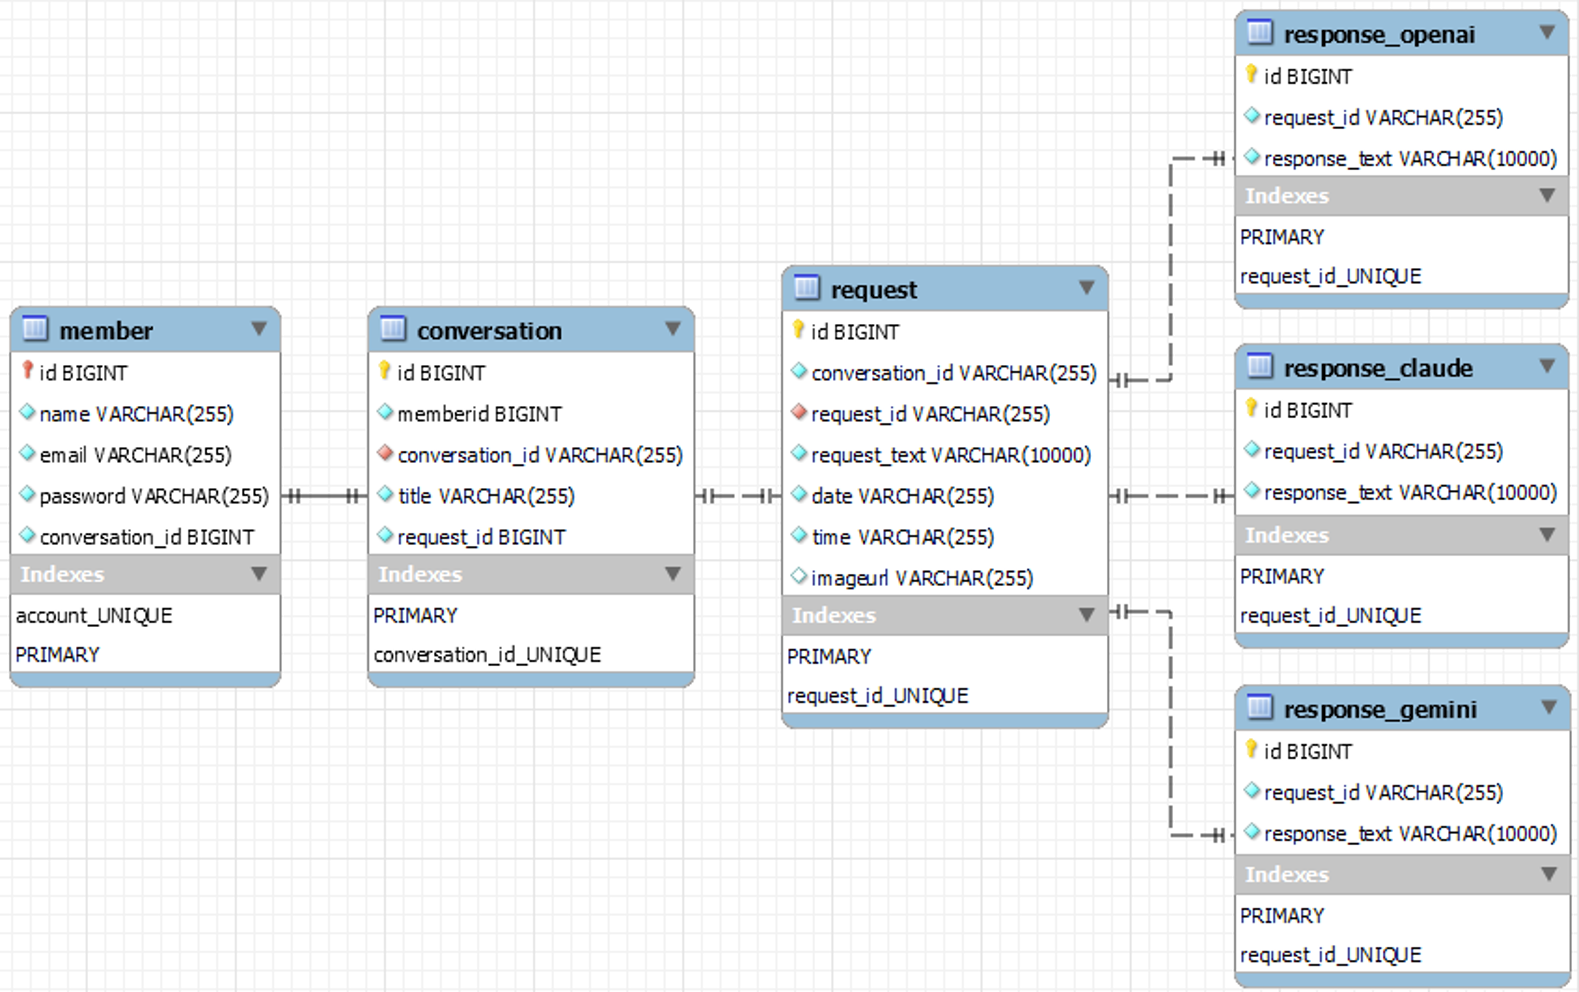 member
id BIGINT
name VARCHAR(255)
email VARCHAR(255)
password VARCHAR(255)
conversation_id BIGINT
Indexes
account_UNIQUE
PRIMARY
conversation
id BIGINT
memberid BIGINT
conversation_id VARCHAR(255)
title VARCHAR(255)
request_id BIGINT
Indexes
PRIMARY
conversation_id_UNIQUE
request
id BIGINT
conversation_id VARCHAR(255)
request_id VARCHAR(255)
request_text VARCHAR(10000)
date VARCHAR(255)
time VARCHAR(255)
imageurl VARCHAR(255)
Indexes
PRIMARY
request_id_UNIQUE
response_openai
id BIGINT
request_id VARCHAR(255)
response_text VARCHAR(10000)
Indexes
PRIMARY
request_id_UNIQUE
response_claude
id BIGINT
request_id VARCHAR(255)
response_text VARCHAR(10000)
Indexes
PRIMARY
request_id_UNIQUE
response_gemini
id BIGINT
request_id VARCHAR(255)
response_text VARCHAR(10000)
Indexes
PRIMARY
request_id_UNIQUE